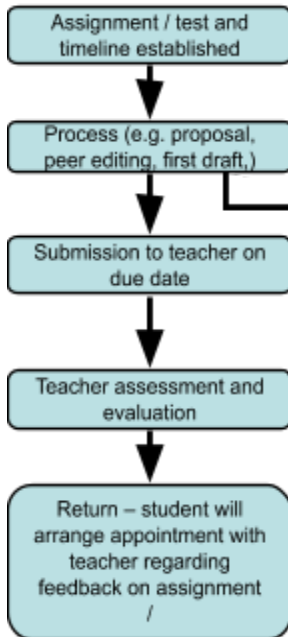 Assignment / test and
timeline established
Process (e.g. proposal,
peer editing, first draft,)
Submission to teacher on
due date
Teacher assessment and
evaluation
Return – student will
arrange appointment with
teacher regarding
feedback on assignment
/